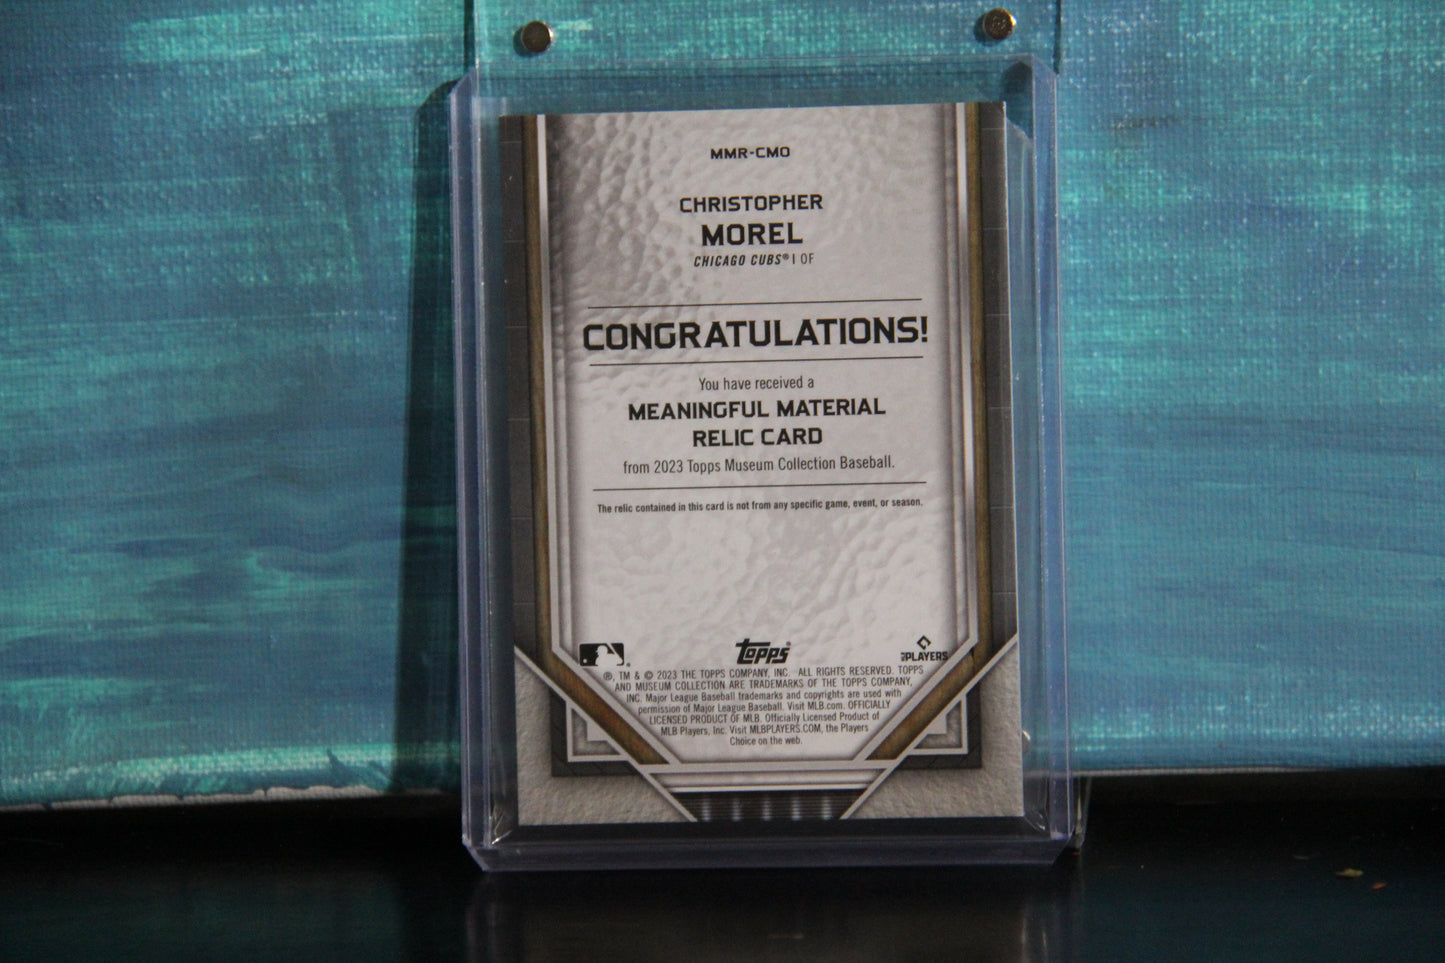 MMR-CMO
CHRISTOPHER
MOREL
CHICAGO CUBS® | OF
CONGRATULATIONS!
You have received a
MEANINGFUL MATERIAL
RELIC CARD
from 2023 Topps Museum Collection Baseball.
The relic contained in this card is not from any specific game, event, or season.
topps®
PLAYERS
®, TM & © 2023 THE TOPPS COMPANY, INC. ALL RIGHTS RESERVED. TOPPS
AND MUSEUM COLLECTION ARE TRADEMARKS OF THE TOPPS COMPANY,
INC. Major League Baseball trademarks and copyrights are used with
permission of Major League Baseball. Visit MLB.com. OFFICIALLY
LICENSED PRODUCT OF MLB. Officially Licensed Product of
MLB Players, Inc. Visit MLBPLAYERS.COM, the Players
Choice on the web.